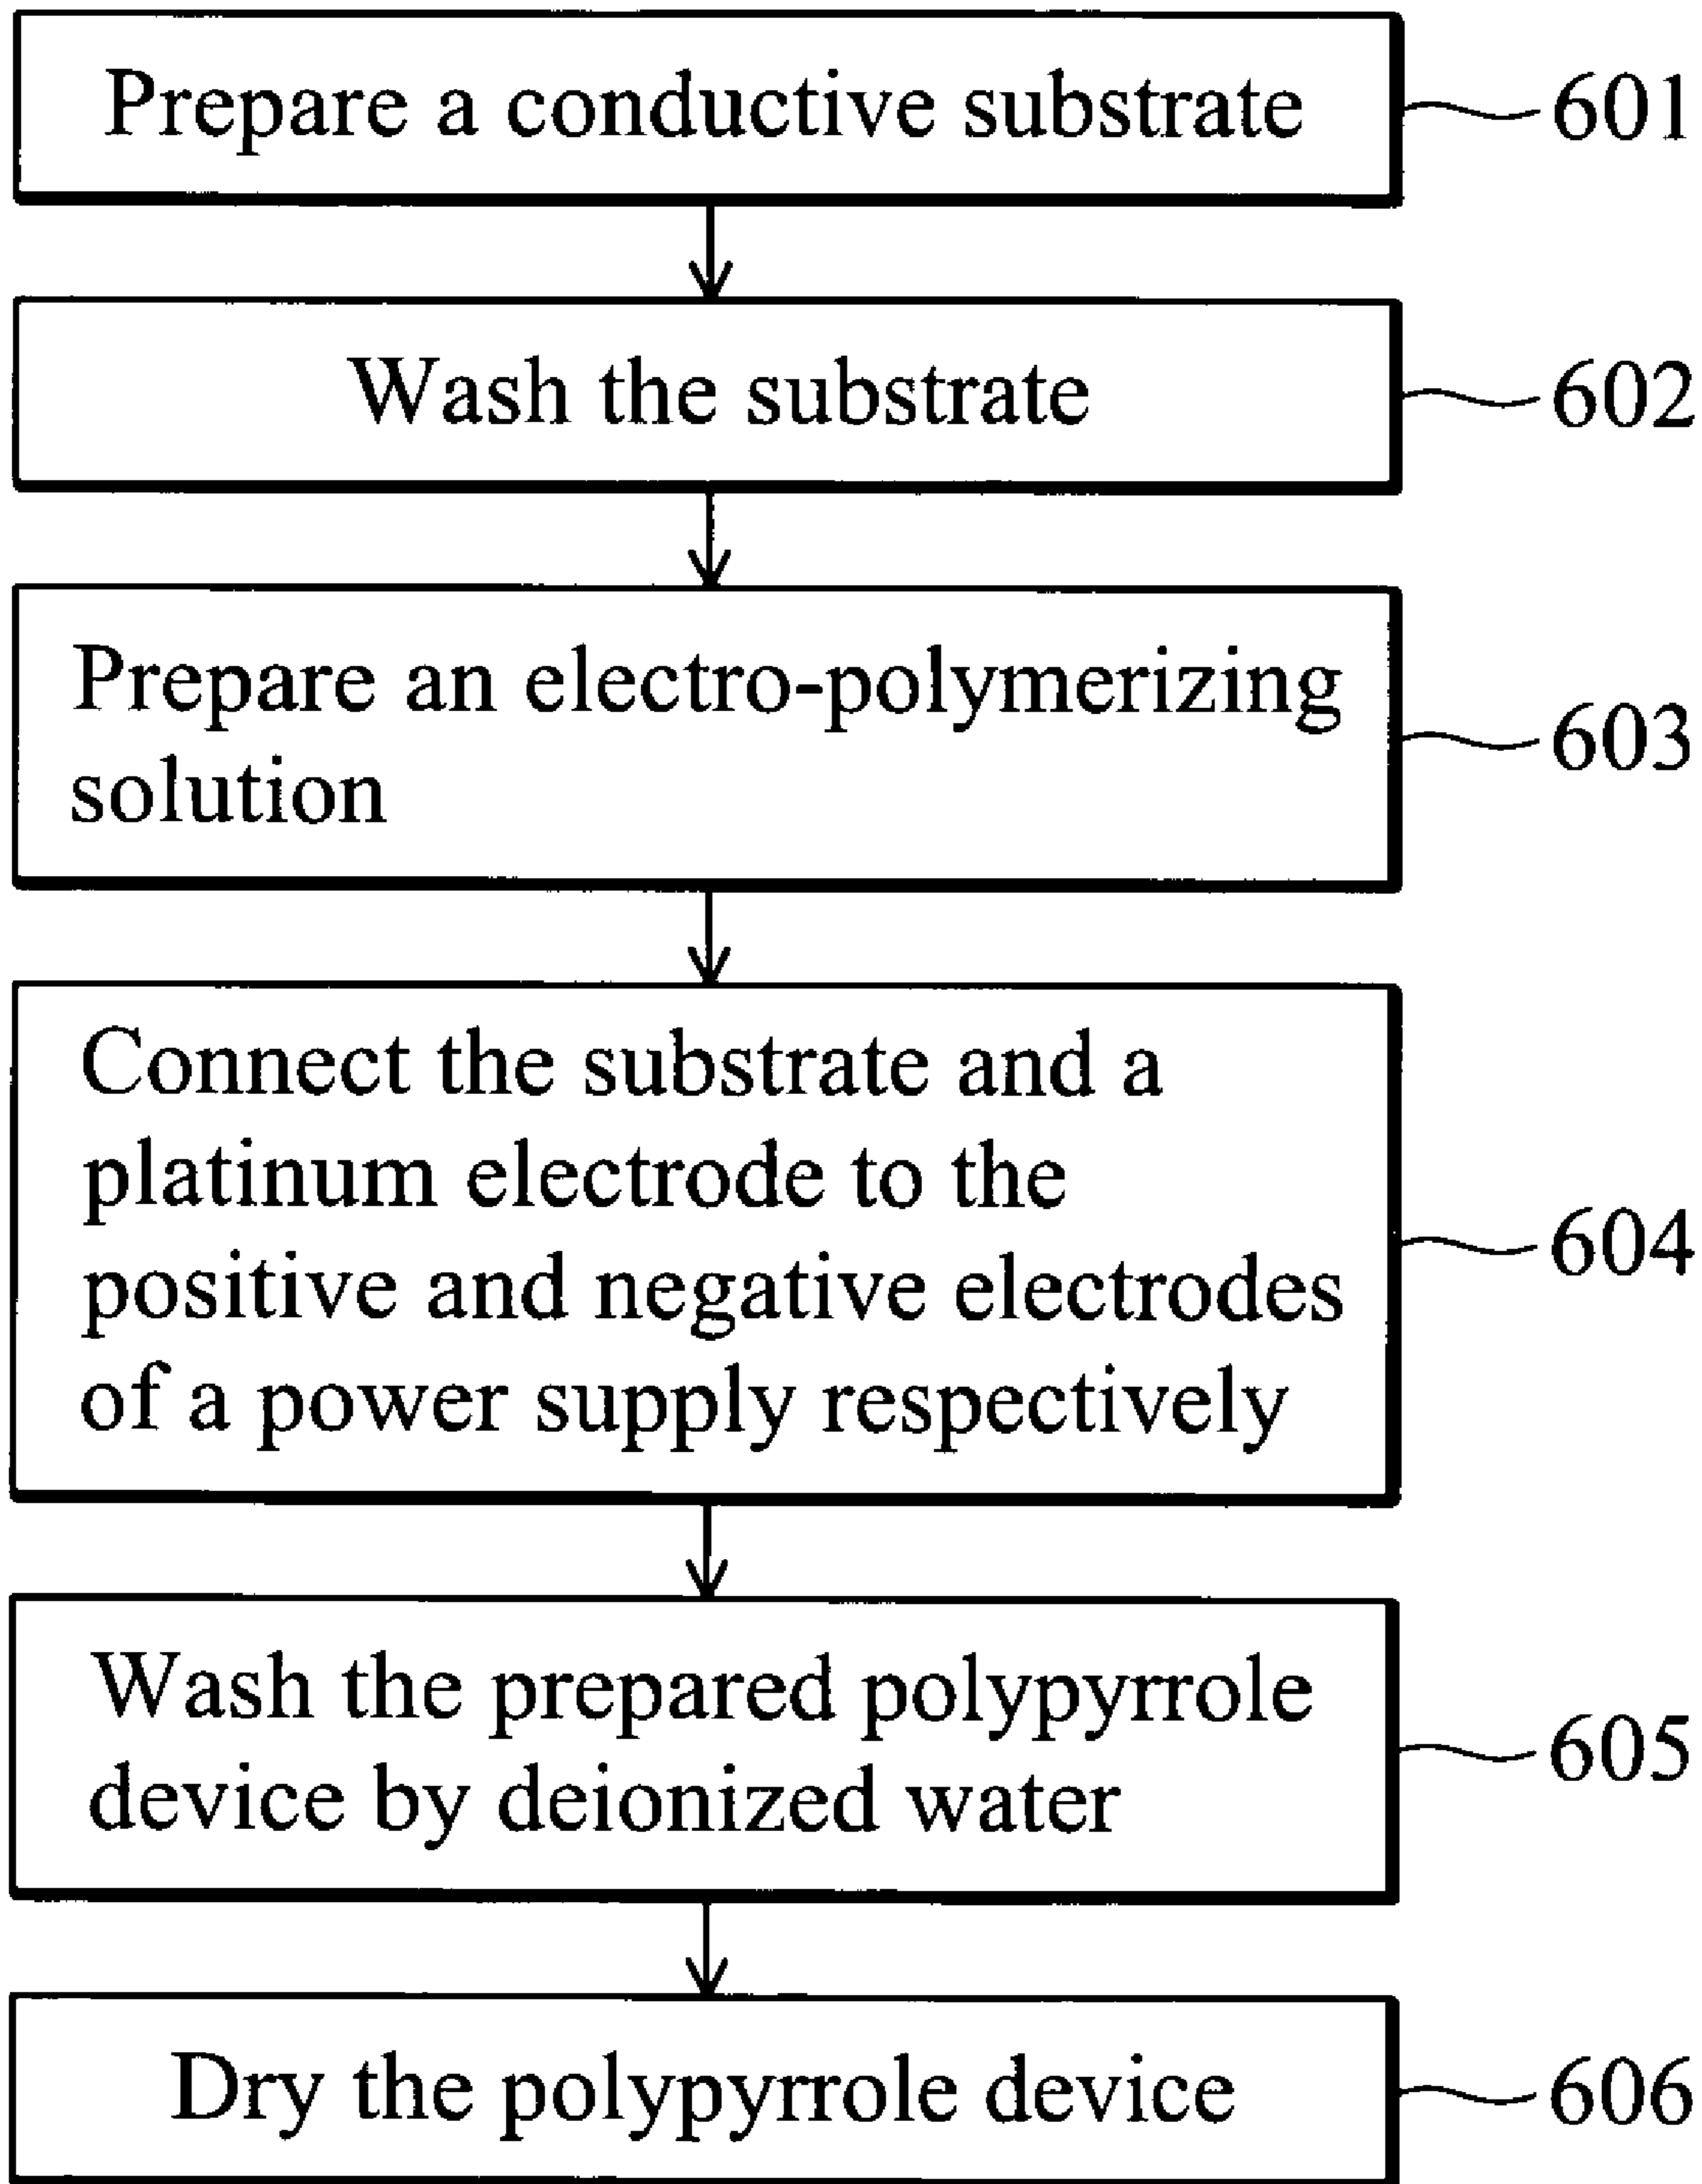 Prepare a conductive substrate
601
Wash the substrate
602
Prepare an electro-polymerizing
solution
603
Connect the substrate and a
platinum electrode to the
positive and negative electrodes
of a power supply respectively
604
Wash the prepared polypyrrole
device by deionized water
605
Dry the polypyrrole device
606